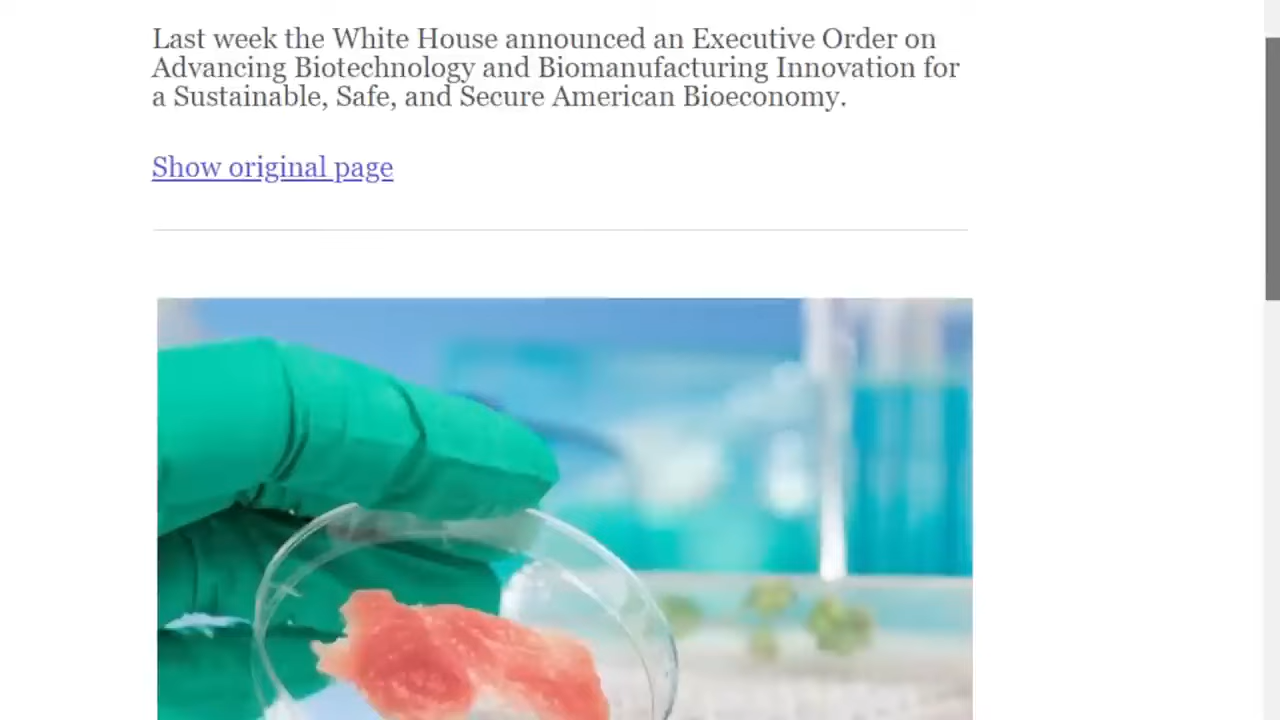 Last week the White House announced an Executive Order on
Advancing Biotechnology and Biomanufacturing Innovation for
a Sustainable, Safe, and Secure American Bioeconomy.
Show original page